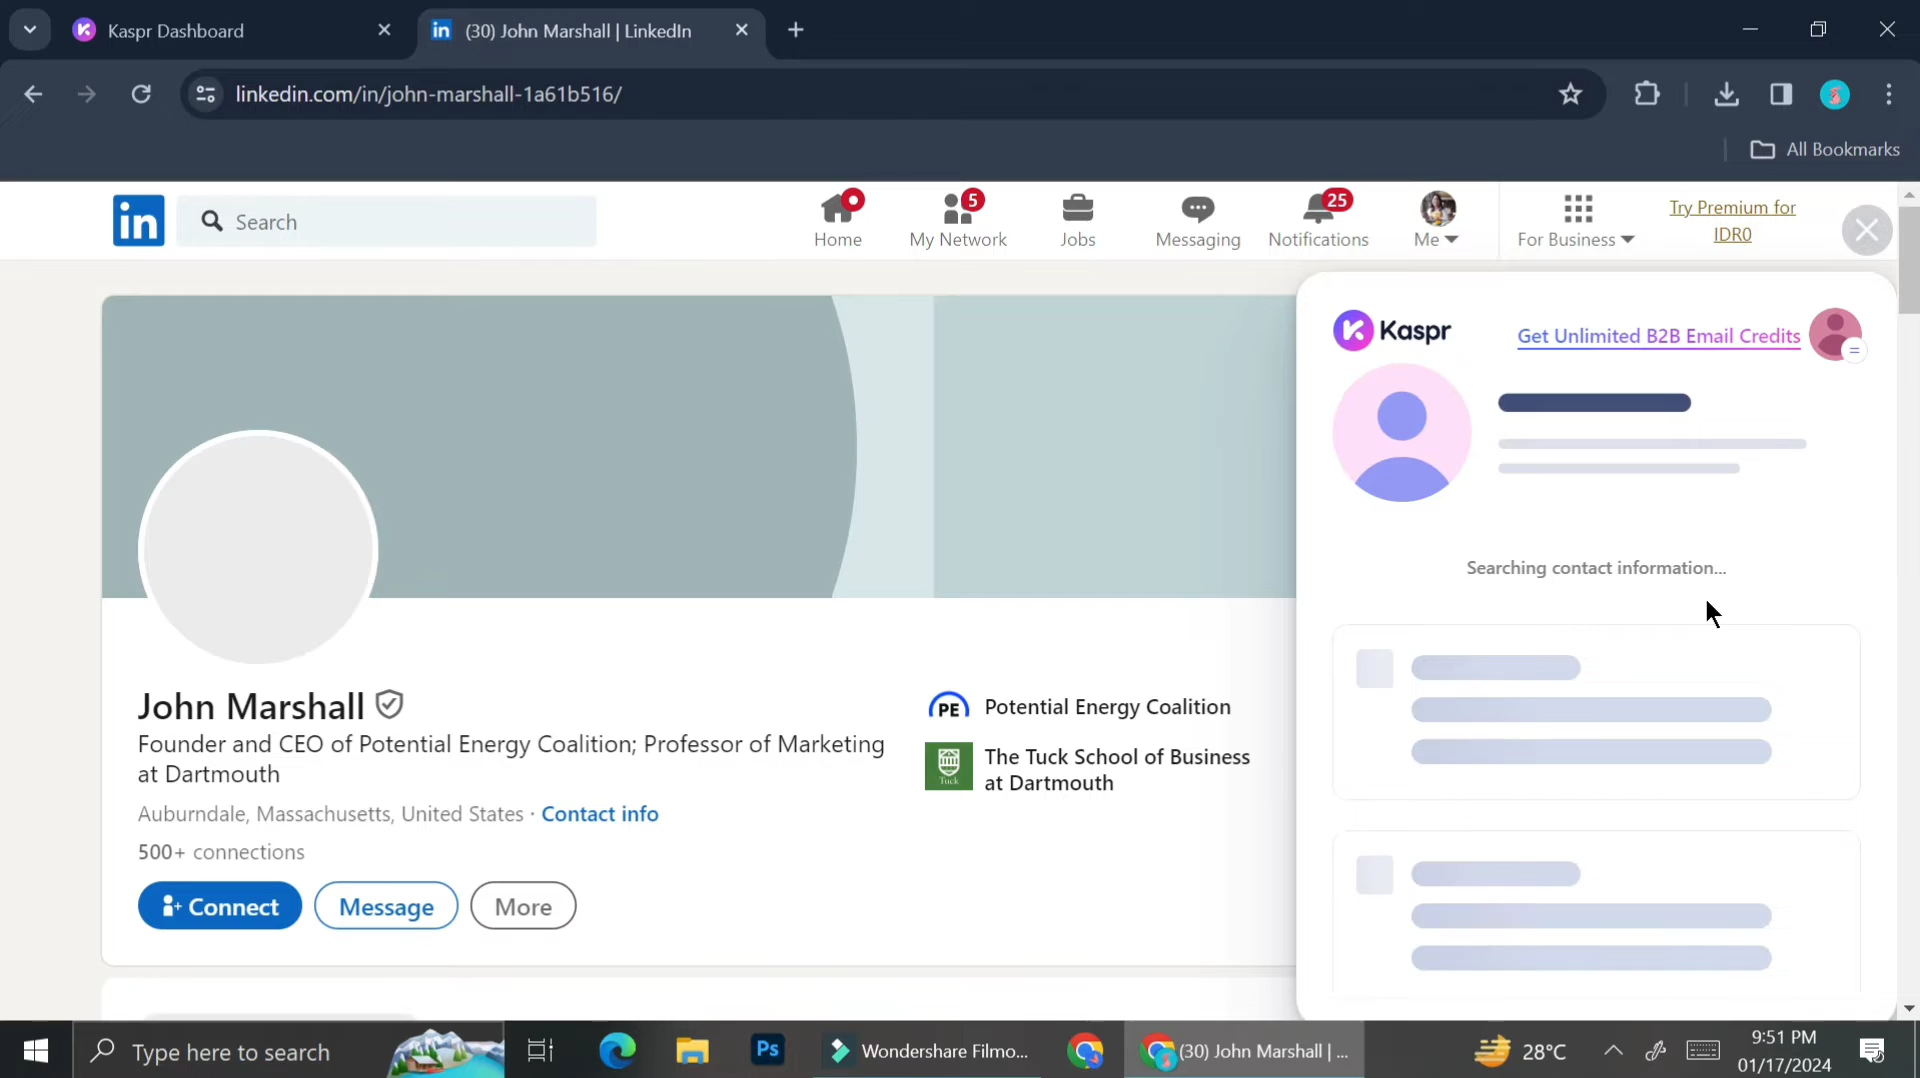 Kaspr Dashboard
(30) John Marshall | LinkedIn
linkedin.com/in/john-marshall-1a61b516/
All Bookmarks
in
Search
Home
5
My Network
Jobs
Messaging
25
Notifications
Me
For Business
Try Premium for
IDR0
Kaspr
Get Unlimited B2B Email Credits
Searching contact information...
John Marshall
Founder and CEO of Potential Energy Coalition; Professor of Marketing
at Dartmouth
Auburndale, Massachusetts, United States · Contact info
500+ connections
Connect
Message
More
PE
Potential Energy Coalition
Tuck
The Tuck School of Business
at Dartmouth
Type here to search
Ps
Wondershare Filmo...
(30) John Marshall | ...
28°C
9:51 PM
01/17/2024